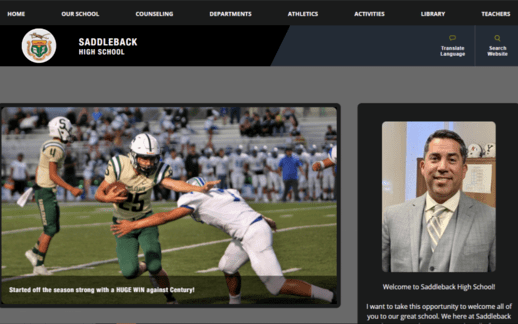 HOME OUR SCHOOL COUNSELING DEPARTMENTS ATHLETICS ACTIVITIES LIBRARY TEACHERS
SADDLEBACK
HIGH SCHOOL
Translate
Language
Search
Website
S
11
25
Started off the season strong with a HUGE WIN against Century!
Welcome to Saddleback High School!
I want to take this opportunity to welcome all of
you to our great school. We here at Saddleback